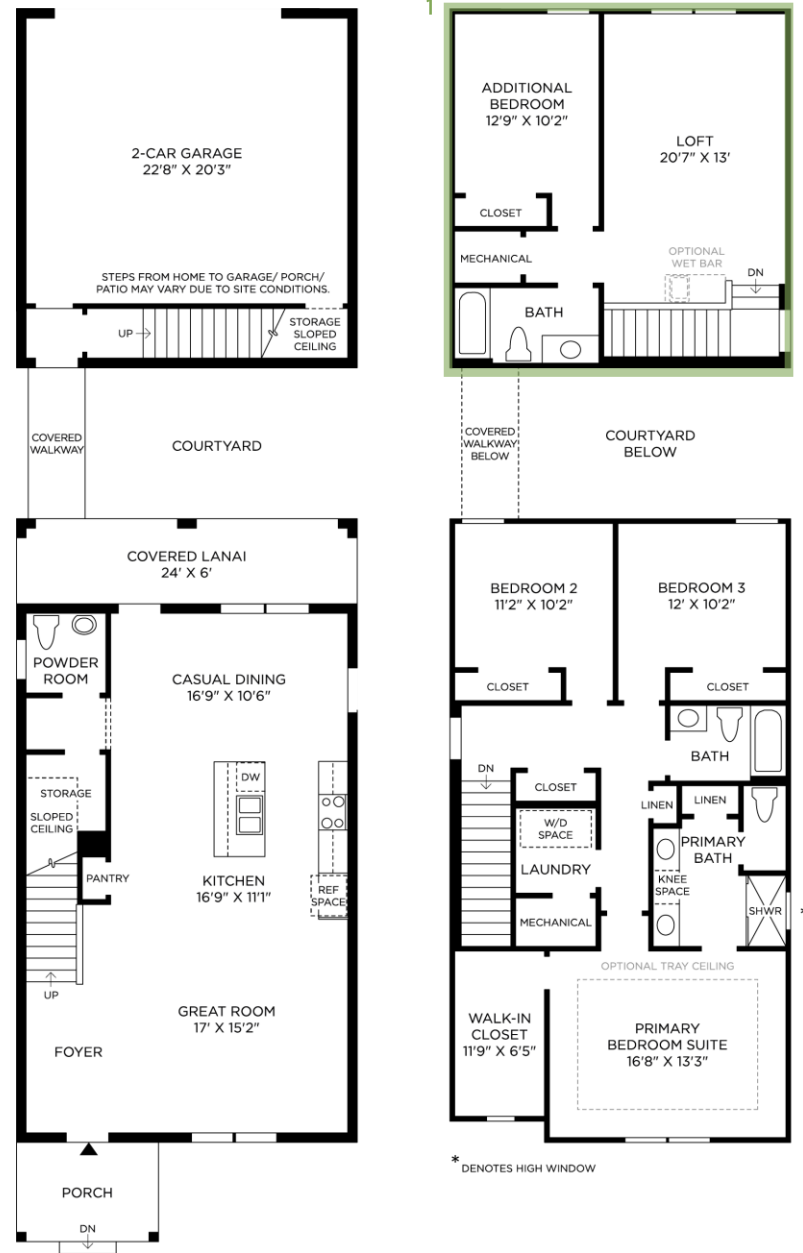 1
2-CAR GARAGE
22'8" X 20'3"
STEPS FROM HOME TO GARAGE/ PORCH/
PATIO MAY VARY DUE TO SITE CONDITIONS.
UP
STORAGE
SLOPED
CEILING
COVERED
WALKWAY
COURTYARD
COVERED LANAI
24' X 6'
POWDER
ROOM
CASUAL DINING
16'9" X 10'6"
DW
STORAGE
SLOPED
CEILING
PANTRY
KITCHEN
16'9" X 11'1"
REF
SPACE
UP
GREAT ROOM
17' X 15'2"
FOYER
PORCH
DN
ADDITIONAL
BEDROOM
12'9" X 10'2"
LOFT
20'7" X 13'
CLOSET
MECHANICAL
OPTIONAL
WET BAR
DN
BATH
COVERED
WALKWAY
BELOW
COURTYARD
BELOW
BEDROOM 2
11'2" X 10'2"
BEDROOM 3
12' X 10'2"
CLOSET
CLOSET
BATH
DN
CLOSET
LINEN
LINEN
W/D
SPACE
PRIMARY
BATH
LAUNDRY
KNEE
SPACE
MECHANICAL
SHWR
*
OPTIONAL TRAY CEILING
WALK-IN
CLOSET
11'9" X 6'5"
PRIMARY
BEDROOM SUITE
16'8" X 13'3"
* DENOTES HIGH WINDOW